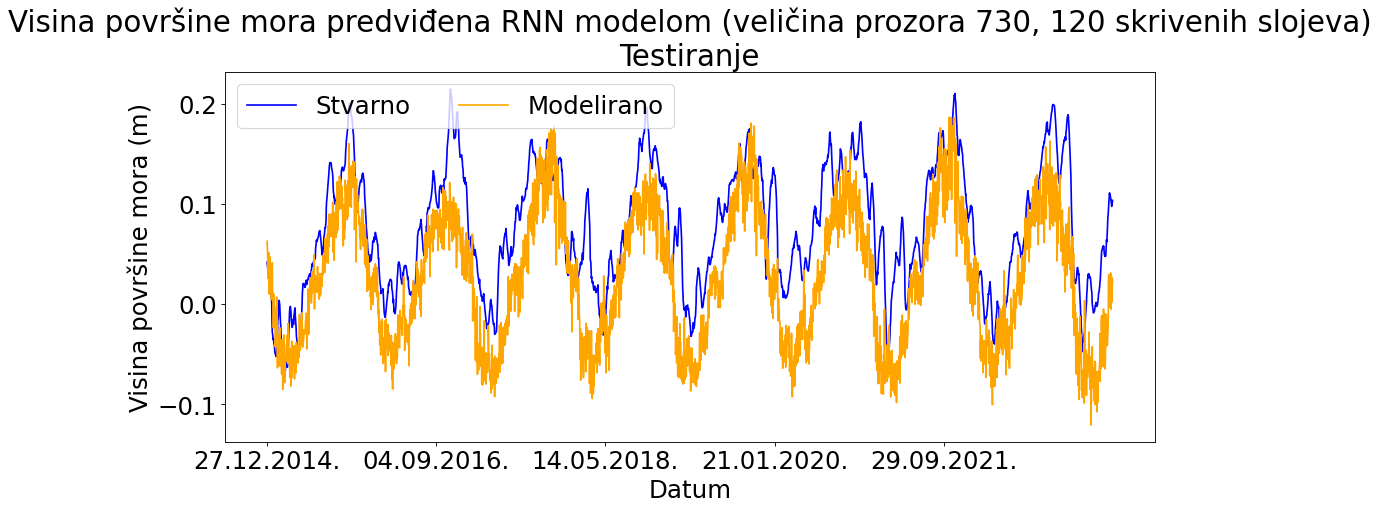 Visina površine mora predviđena RNN modelom (veličina prozora 730, 120 skrivenih slojeva)
Testiranje
Stvarno Modelirano
Visina površine mora (m)
0.2
0.1
0.0
−0.1
27.12.2014. 04.09.2016. 14.05.2018. 21.01.2020. 29.09.2021.
Datum